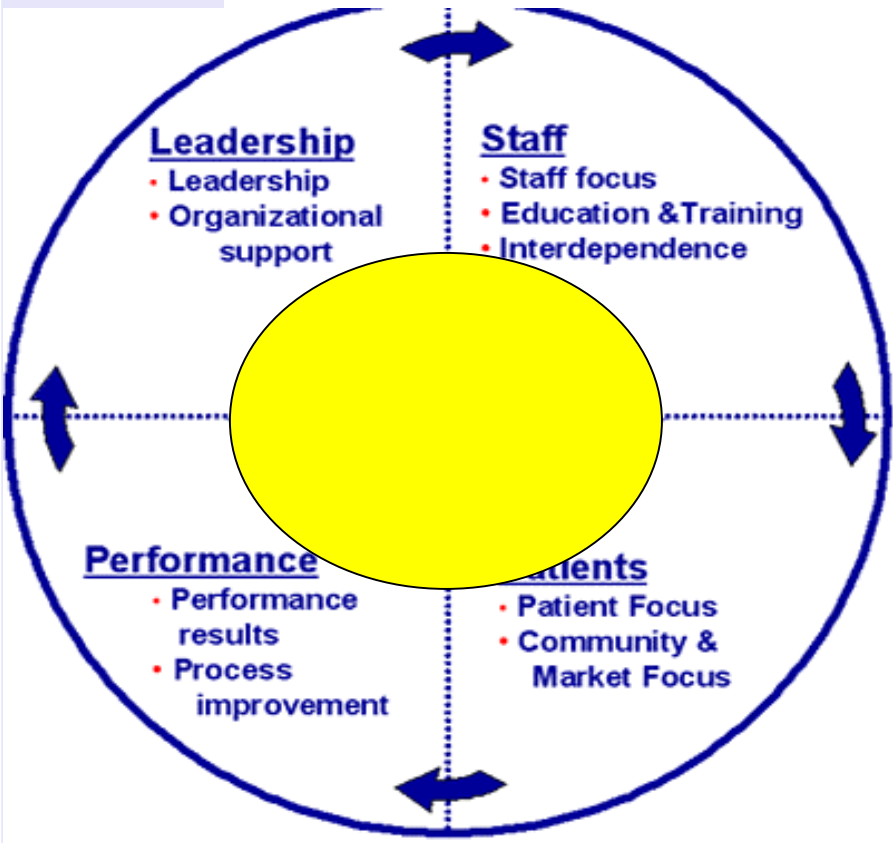 Leadership
• Leadership
• Organizational
support
Staff
• Staff focus
• Education &Training
• Interdependence
Performance
• Performance
results
• Process
improvement
• Patient Focus
• Community &
Market Focus